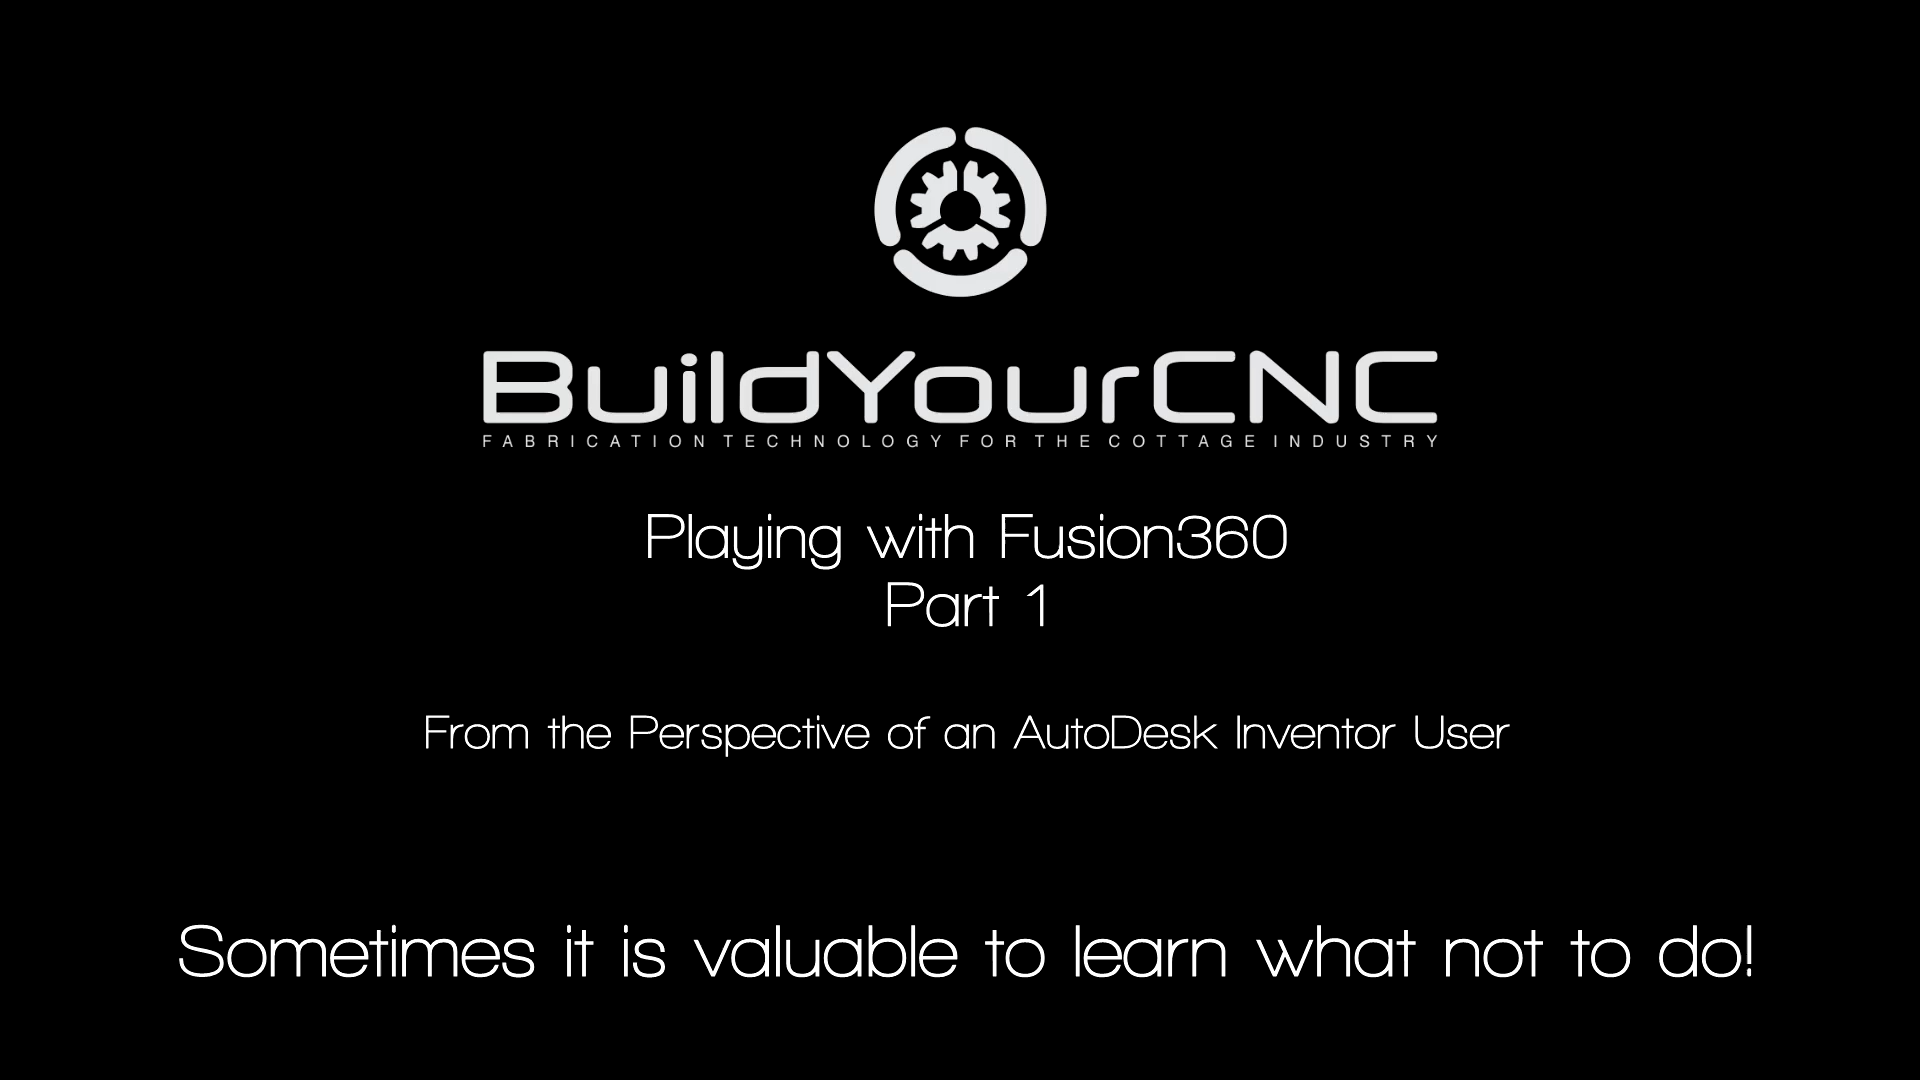 BuildYourCNC
FABRICATION TECHNOLOGY FOR THE COTTAGE INDUSTRY
Playing with Fusion360
Part 1
From the Perspective of an AutoDesk Inventor User
Sometimes it is valuable to learn what not to do!